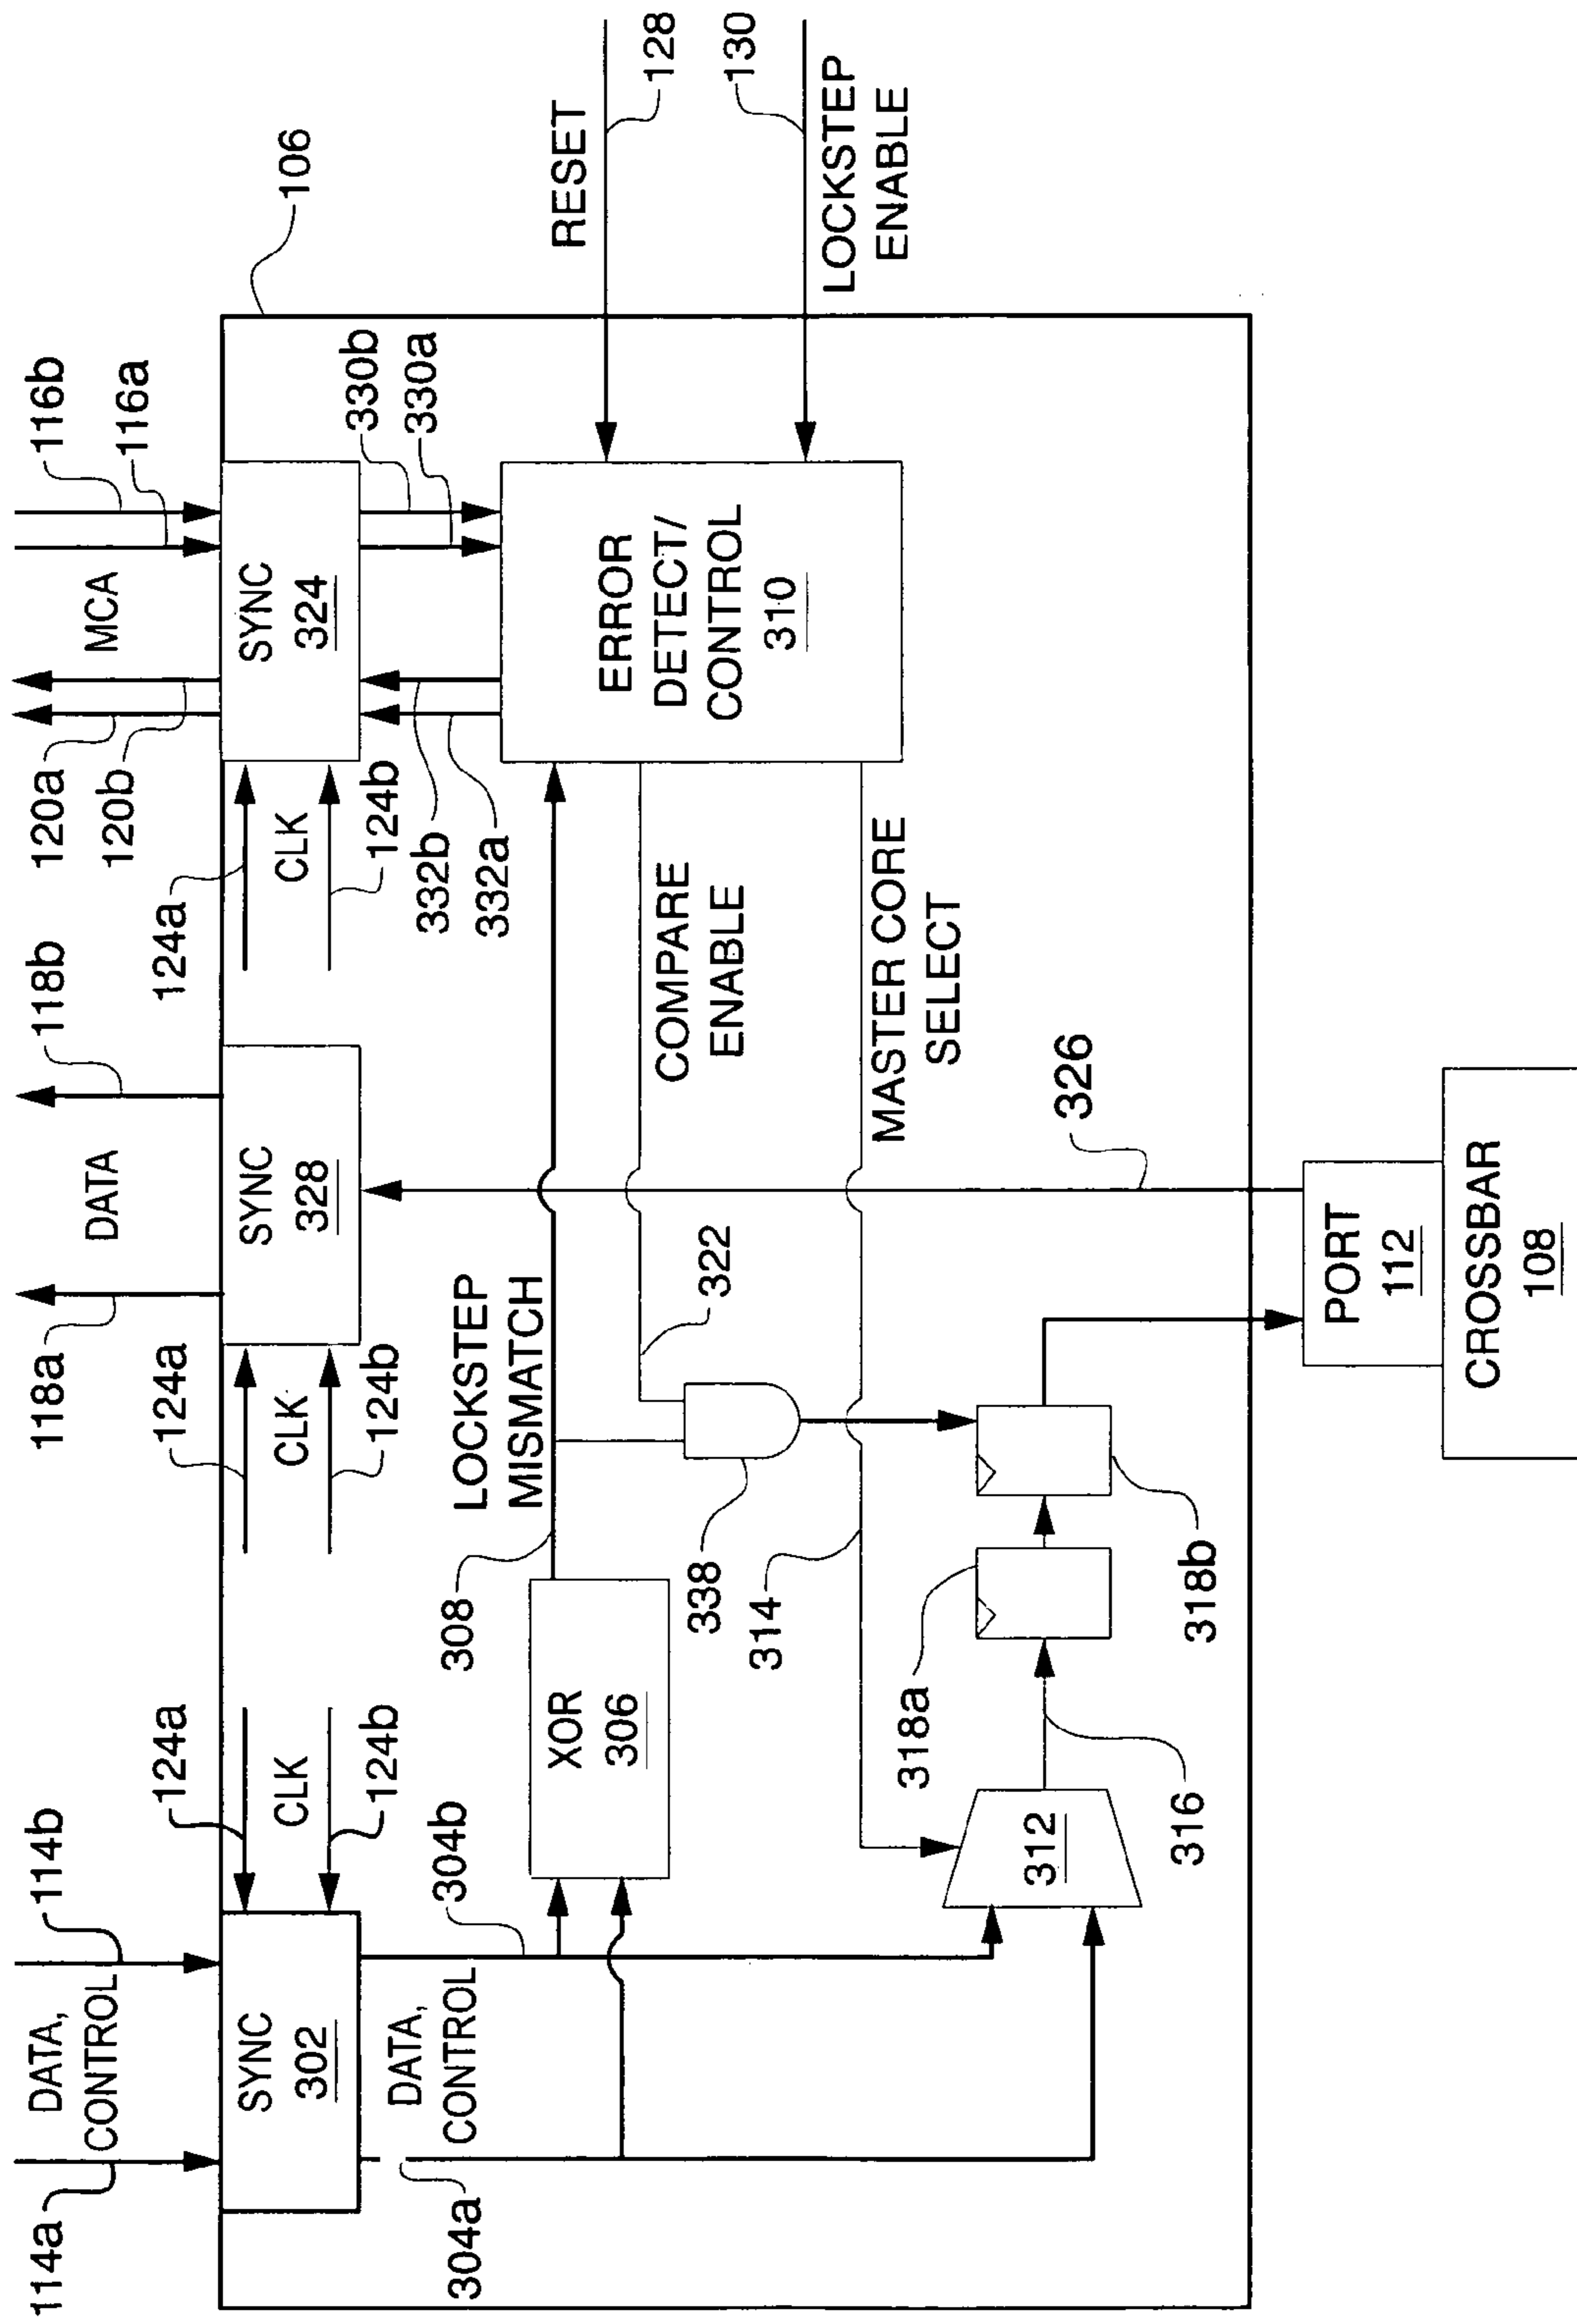 114a
DATA,
CONTROL
114b
118a
DATA
118b
120a
120b
MCA
116a
116b
106
SYNC
302
124a
CLK
124b
124a
CLK
124b
SYNC
328
124a
CLK
124b
SYNC
324
304a
DATA,
CONTROL
304b
332b
332a
330b
330a
RESET
128
130
LOCKSTEP
ENABLE
XOR
306
308
LOCKSTEP
MISMATCH
322
COMPARE
ENABLE
ERROR
DETECT/
CONTROL
310
338
314
MASTER CORE
SELECT
312
316
318a
318b
326
PORT
112
CROSSBAR
108